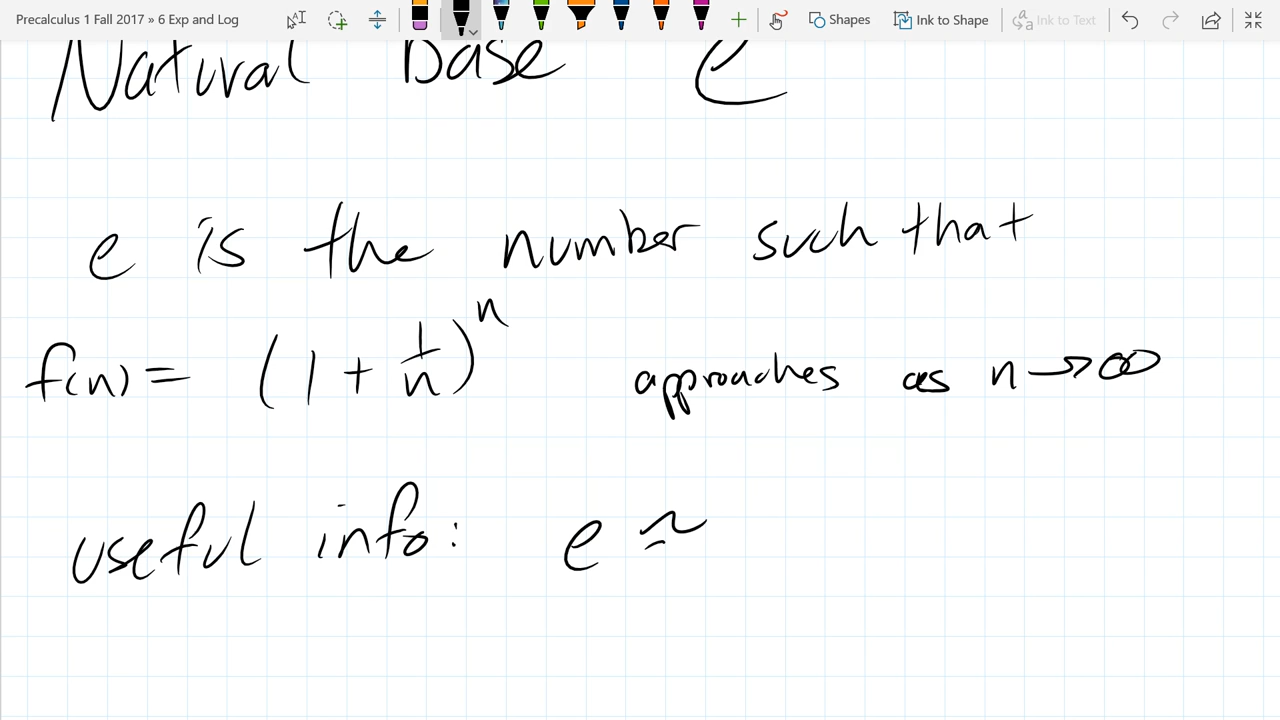 Precalculus 1 Fall 2017 » 6 Exp and Log
Shapes
Ink to Shape
Ink to Text
Natural Base e
e is the number such that
f(n) = (1 + 1/n)^n approaches as n→∞
useful info: e ≈